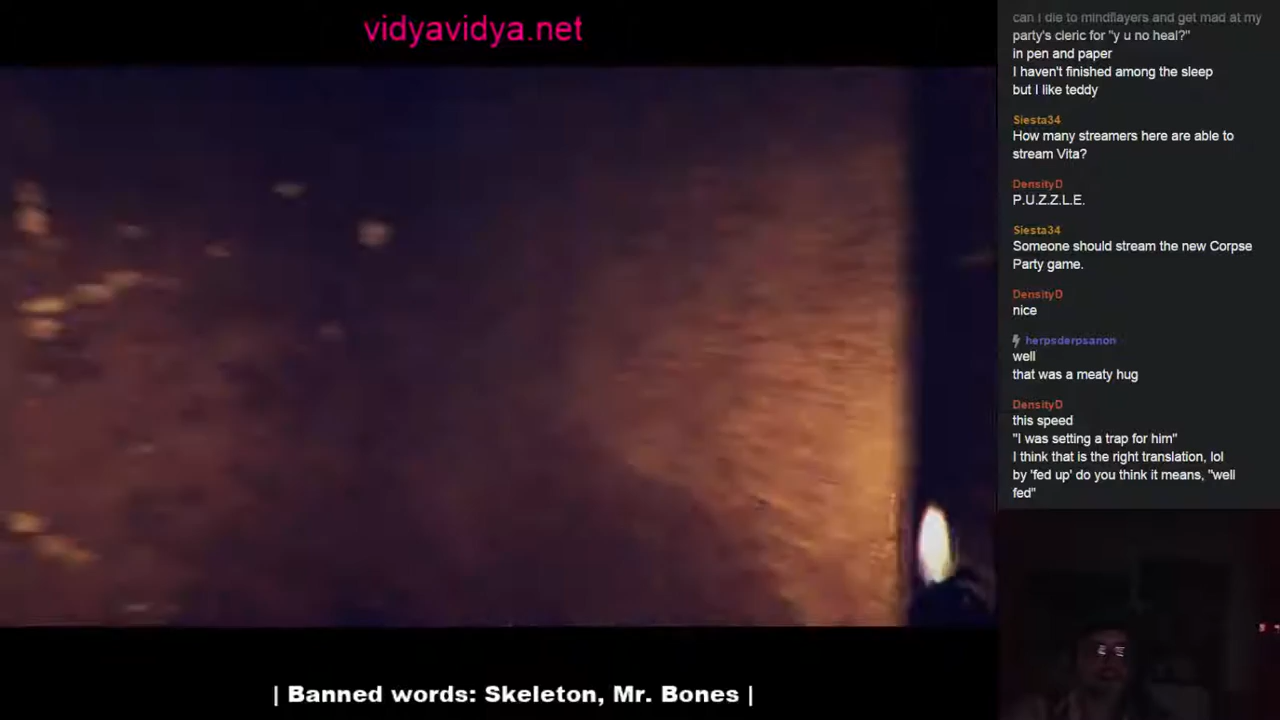 vidyavidya.net
can I die to mindflayers and get mad at my
party's cleric for "y u no heal?"
in pen and paper
I haven't finished among the sleep
but I like teddy
Siesta34
How many streamers here are able to
stream Vita?
DensityD
P.U.Z.Z.L.E.
Siesta34
Someone should stream the new Corpse
Party game.
DensityD
nice
herpsderpsanon
well
that was a meaty hug
DensityD
this speed
"I was setting a trap for him"
I think that is the right translation, lol
by 'fed up' do you think it means, "well
fed"
| Banned words: Skeleton, Mr. Bones |